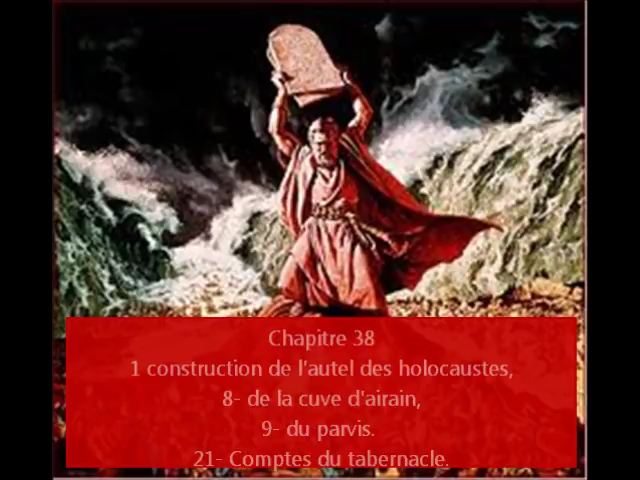 Chapitre 38
1 construction de l'autel des holocaustes,
8- de la cuve d'airain,
9- du parvis.
21- Comptes du tabernacle.